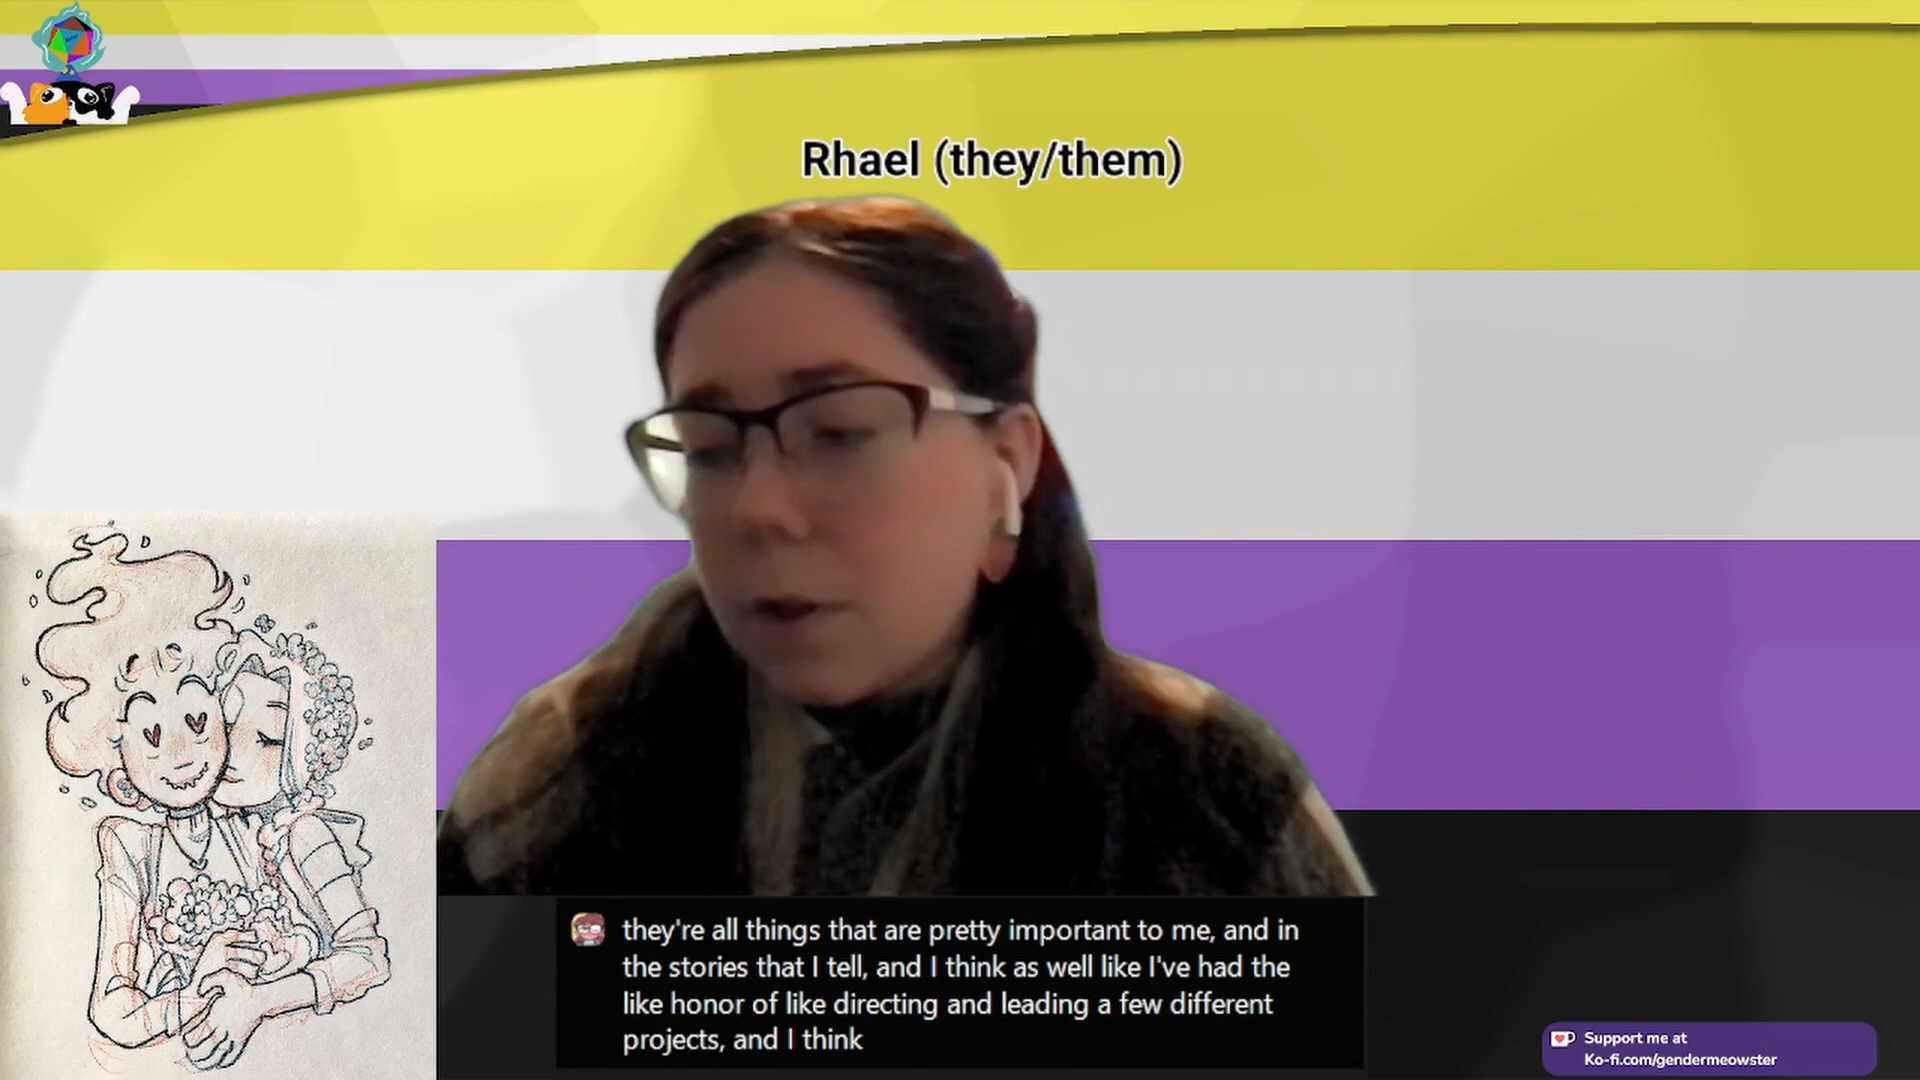 Rhael (they/them)
they're all things that are pretty important to me, and in
the stories that I tell, and I think as well like I've had the
like honor of like directing and leading a few different
projects, and I think
Support me at
Ko-fi.com/gendermeowster